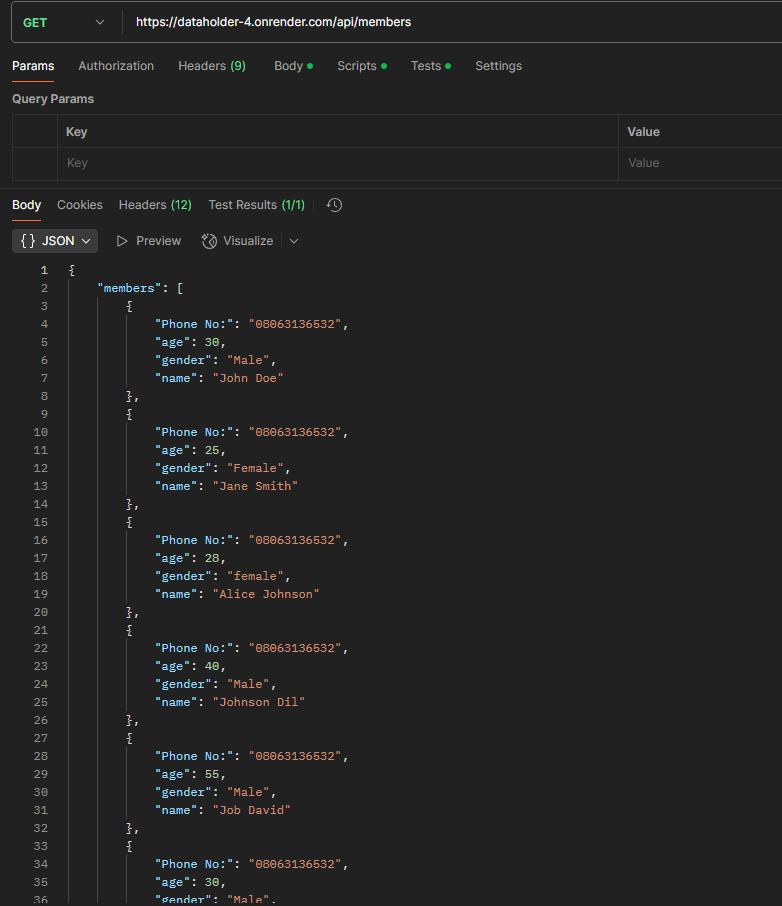 GET https://dataholder-4.onrender.com/api/members
Params Authorization Headers (9) Body Scripts Tests Settings
Query Params
Key Value
Key Value
Body Cookies Headers (12) Test Results (1/1)
{} JSON Preview Visualize
1 {
2 "members": [
3 {
4 "Phone No:": "08063136532",
5 "age": 30,
6 "gender": "Male",
7 "name": "John Doe"
8 },
9 {
10 "Phone No:": "08063136532",
11 "age": 25,
12 "gender": "Female",
13 "name": "Jane Smith"
14 },
15 {
16 "Phone No:": "08063136532",
17 "age": 28,
18 "gender": "female",
19 "name": "Alice Johnson"
20 },
21 {
22 "Phone No:": "08063136532",
23 "age": 40,
24 "gender": "Male",
25 "name": "Johnson Dil"
26 },
27 {
28 "Phone No:": "08063136532",
29 "age": 55,
30 "gender": "Male",
31 "name": "Job David"
32 },
33 {
34 "Phone No:": "08063136532",
35 "age": 30,
36 "gender": "Male",